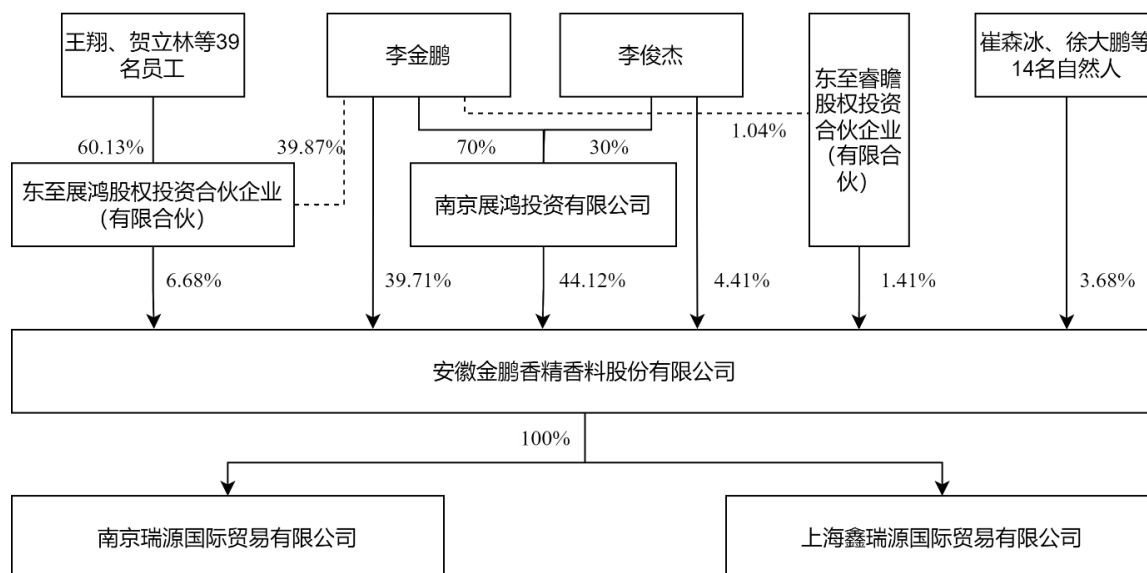 王翔、贺立林等39
名员工
李金鹏
李俊杰
东至睿瞻
股权投资
合伙企业
（有限合
伙）
崔森冰、徐大鹏等
14名自然人
60.13%
39.87%
70%
30%
1.04%
东至展鸿股权投资合伙企业
（有限合伙）
南京展鸿投资有限公司
6.68%
39.71%
44.12%
4.41%
1.41%
3.68%
安徽金鹏香精香料股份有限公司
100%
南京瑞源国际贸易有限公司
上海鑫瑞源国际贸易有限公司